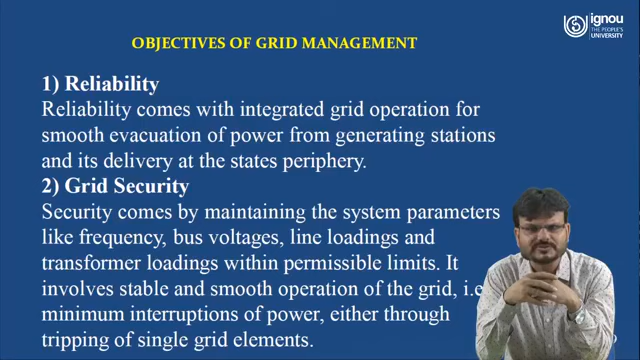 ignou
THE PEOPLE'S
UNIVERSITY
OBJECTIVES OF GRID MANAGEMENT
1) Reliability
Reliability comes with integrated grid operation for
smooth evacuation of power from generating stations
and its delivery at the states periphery.
2) Grid Security
Security comes by maintaining the system parameters
like frequency, bus voltages, line loadings and
transformer loadings within permissible limits. It
involves stable and smooth operation of the grid, i.e
minimum interruptions of power, either through
tripping of single grid elements.